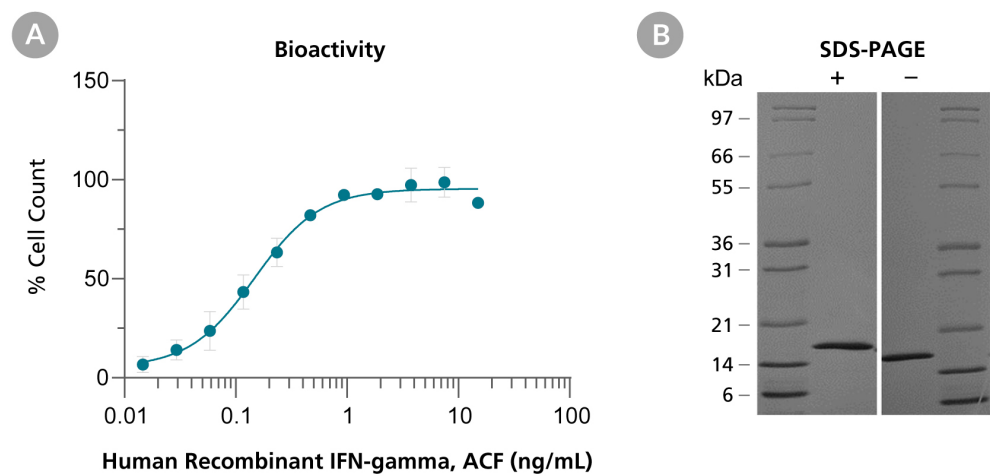 A
Bioactivity
150
100
50
0
% Cell Count
0.01 0.1 1 10 100
Human Recombinant IFN-gamma, ACF (ng/mL)
B
SDS-PAGE
kDa + −
97
66
55
36
31
21
14
6